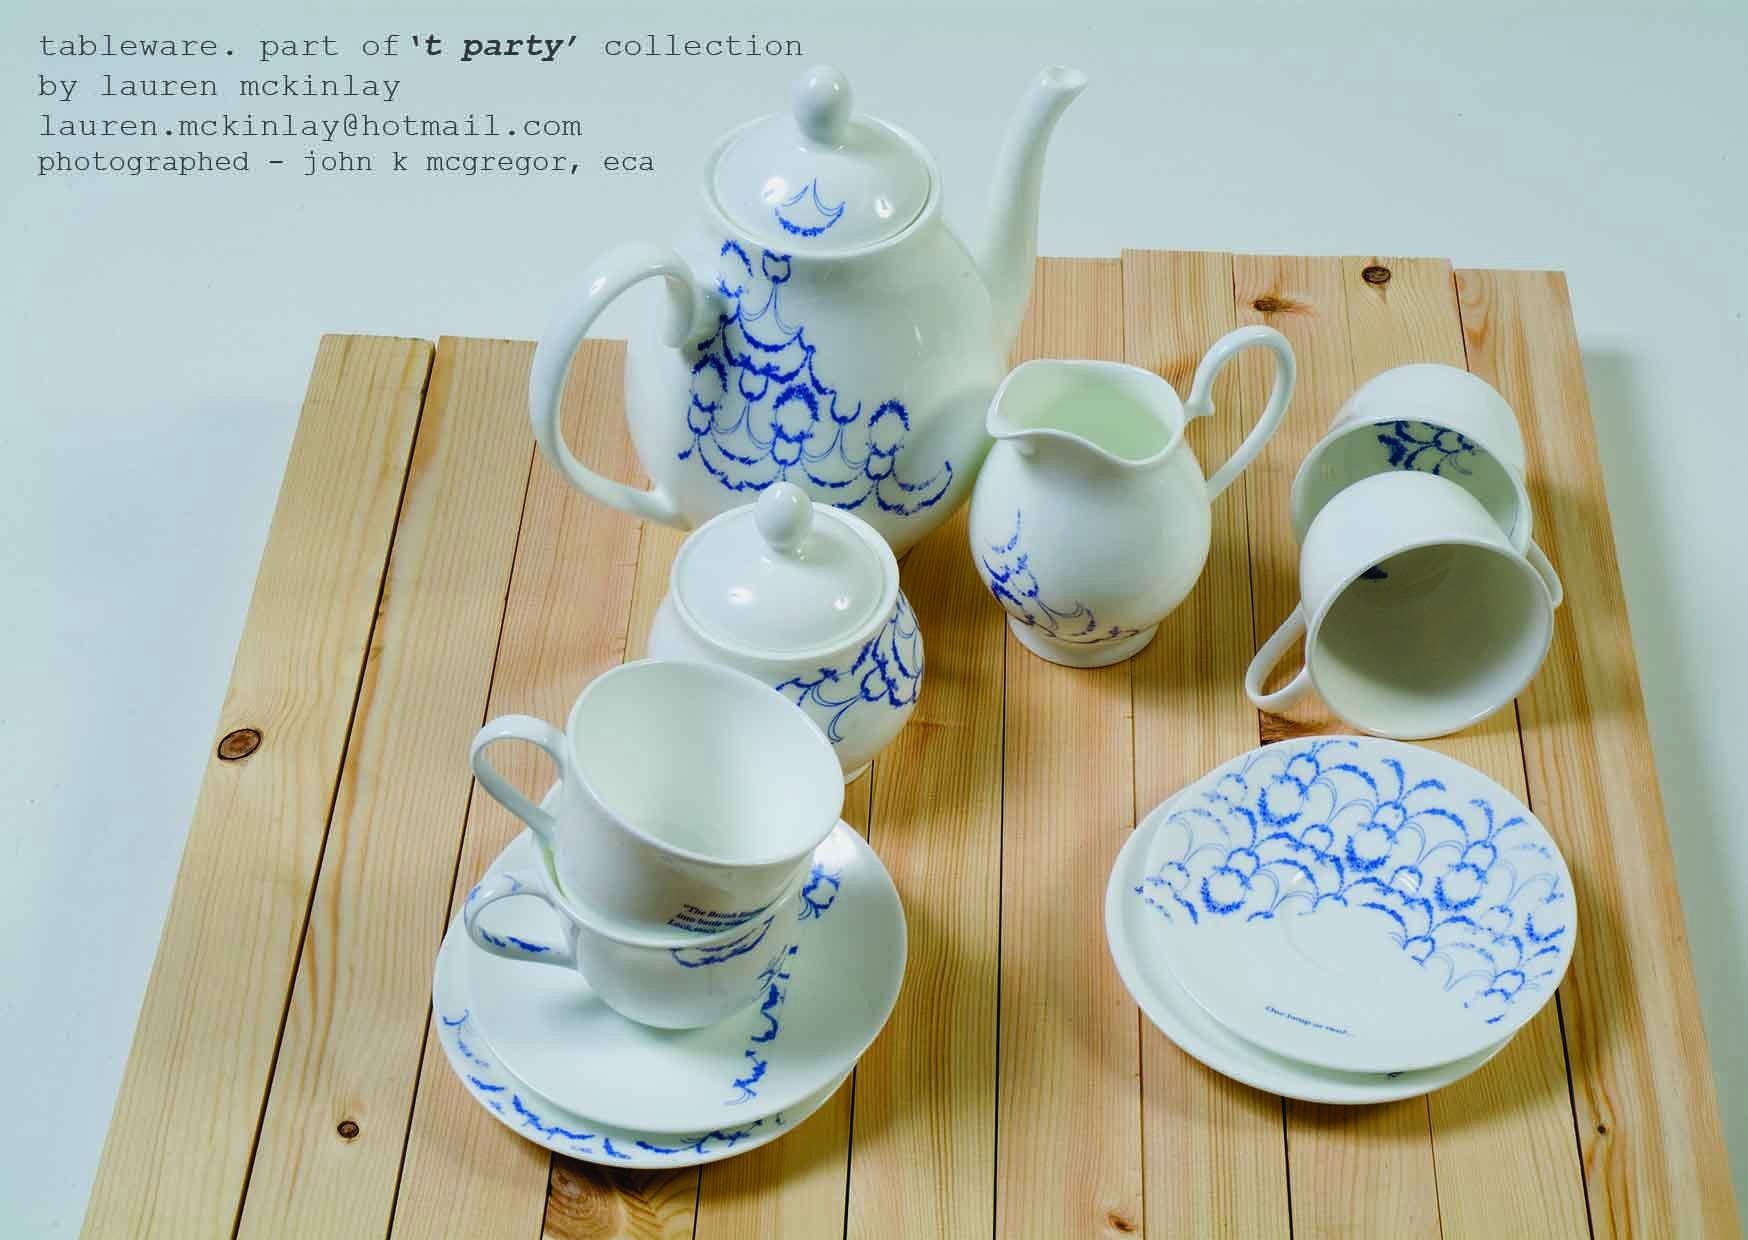 tableware. part of ‘t party’ collection
by lauren mckinlay
lauren.mckinlay@hotmail.com
photographed - john k mcgregor, eca
"The
into
One lump or two?...